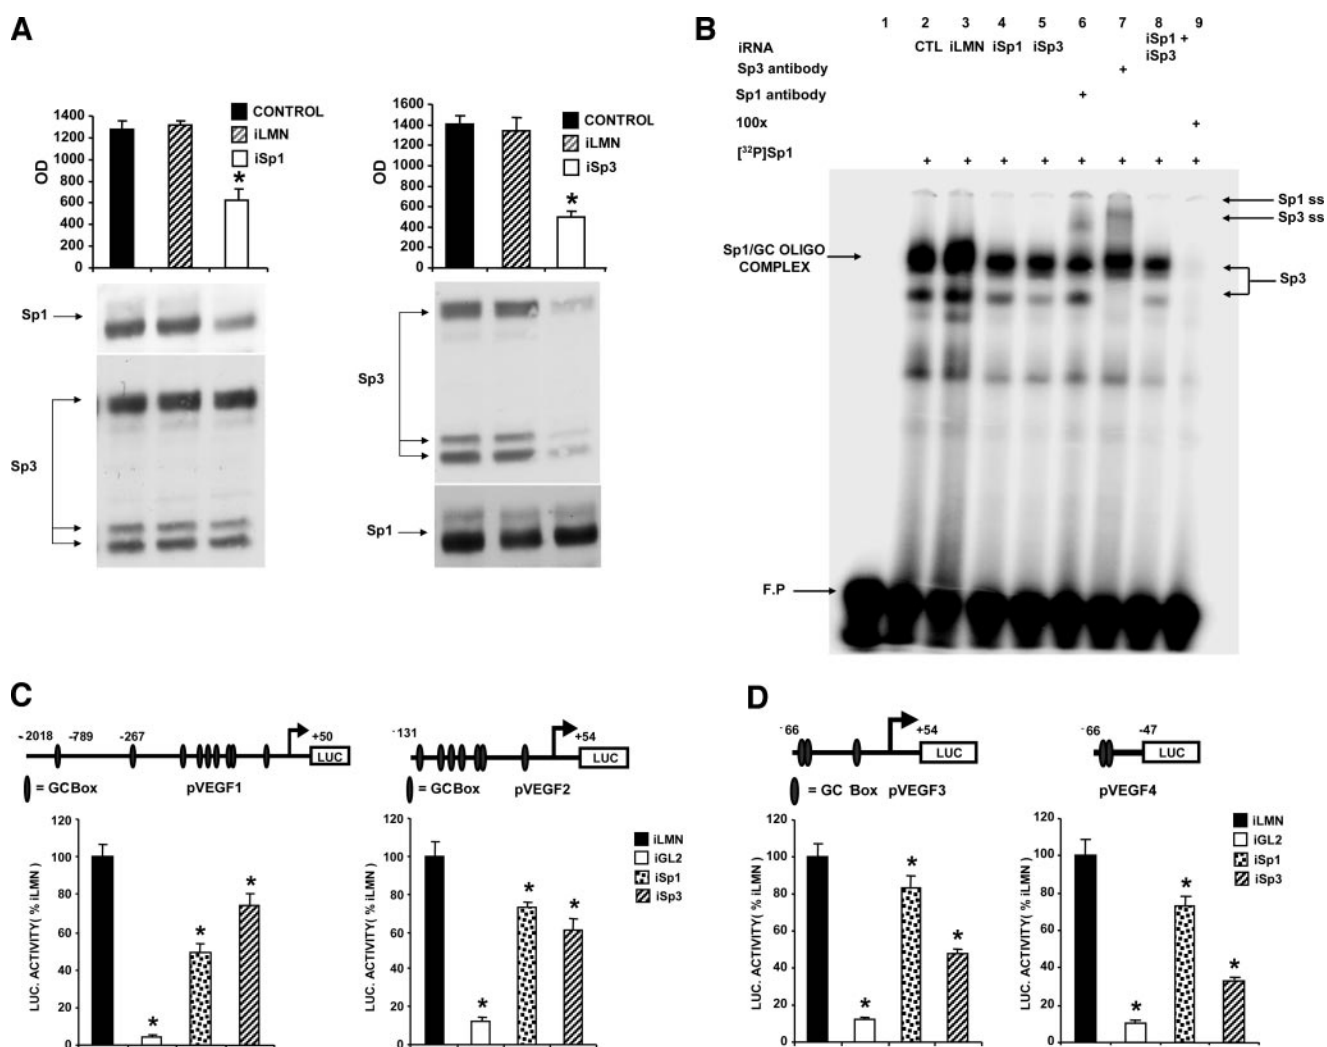 A
1400
1200
1000
800
600
400
200
0
OD
CONTROL
iLMN
iSp1
*
Sp1
Sp3
1600
1400
1200
1000
800
600
400
200
0
OD
CONTROL
iLMN
iSp3
*
Sp3
Sp1
B
1 2 3 4 5 6 7 8 9
iRNA CTL iLMN iSp1 iSp3 iSp1 + iSp3
Sp3 antibody +
Sp1 antibody +
100x +
[32P]Sp1 + + + + + + + +
Sp1/GC OLIGO
COMPLEX
Sp1 ss
Sp3 ss
Sp3
F.P
C
-2018 -789 -267 +50
LUC
= GCBox pVEGF1
120
100
80
60
40
20
0
LUC. ACTIVITY( % iLMN )
* * *
-131 +54
LUC
= GCBox pVEGF2
120
100
80
60
40
20
0
LUC. ACTIVITY( % iLMN )
* * *
iLMN
iGL2
iSp1
iSp3
D
-66 +54
LUC
= GC Box pVEGF3
120
100
80
60
40
20
0
LUC. ACTIVITY( % iLMN )
* * *
-66 -47
LUC
pVEGF4
120
100
80
60
40
20
0
LUC. ACTIVITY( % iLMN )
* * *
iLMN
iGL2
iSp1
iSp3